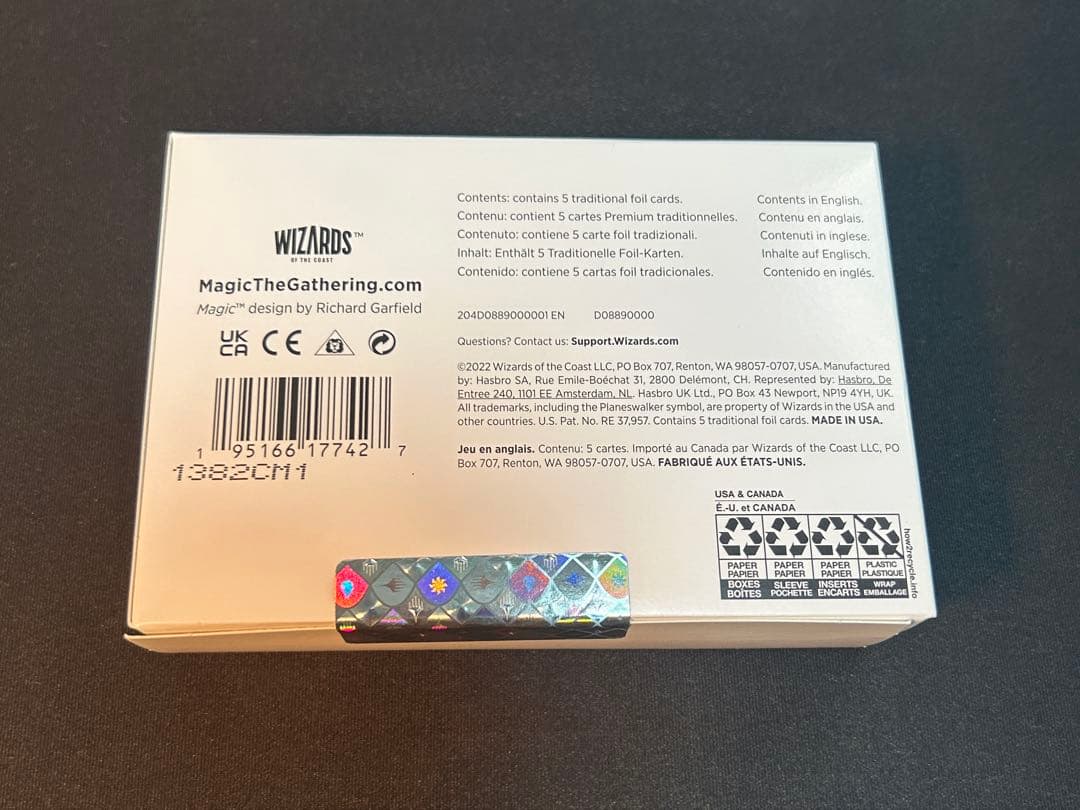 WIZARDS™
OF THE COAST
MagicTheGathering.com
Magic™ design by Richard Garfield
UK
CA CE
1 95166 17742 7
1382CM1
Contents: contains 5 traditional foil cards.
Contenu: contient 5 cartes Premium traditionnelles.
Contenuto: contiene 5 carte foil tradizionali.
Inhalt: Enthält 5 Traditionelle Foil-Karten.
Contenido: contiene 5 cartas foil tradicionales.
Contents in English.
Contenu en anglais.
Contenuti in inglese.
Inhalte auf Englisch.
Contenido en inglés.
204D0889000001 EN D08890000
Questions? Contact us: Support.Wizards.com
©2022 Wizards of the Coast LLC, PO Box 707, Renton, WA 98057-0707, USA. Manufactured
by: Hasbro SA, Rue Emile-Boéchat 31, 2800 Delémont, CH. Represented by: Hasbro, De
Entree 240, 1101 EE Amsterdam, NL. Hasbro UK Ltd., PO Box 43 Newport, NP19 4YH, UK.
All trademarks, including the Planeswalker symbol, are property of Wizards in the USA and
other countries. U.S. Pat. No. RE 37,957. Contains 5 traditional foil cards. MADE IN USA.
Jeu en anglais. Contenu: 5 cartes. Importé au Canada par Wizards of the Coast LLC, PO
Box 707, Renton, WA 98057-0707, USA. FABRIQUÉ AUX ÉTATS-UNIS.
USA & CANADA
É.-U. et CANADA
PAPER PAPER PAPER PLASTIC
PAPIER PAPIER PAPIER PLASTIQUE
BOXES SLEEVE INSERTS WRAP
BOÎTES POCHETTE ENCARTS EMBALLAGE
how2recycle.info